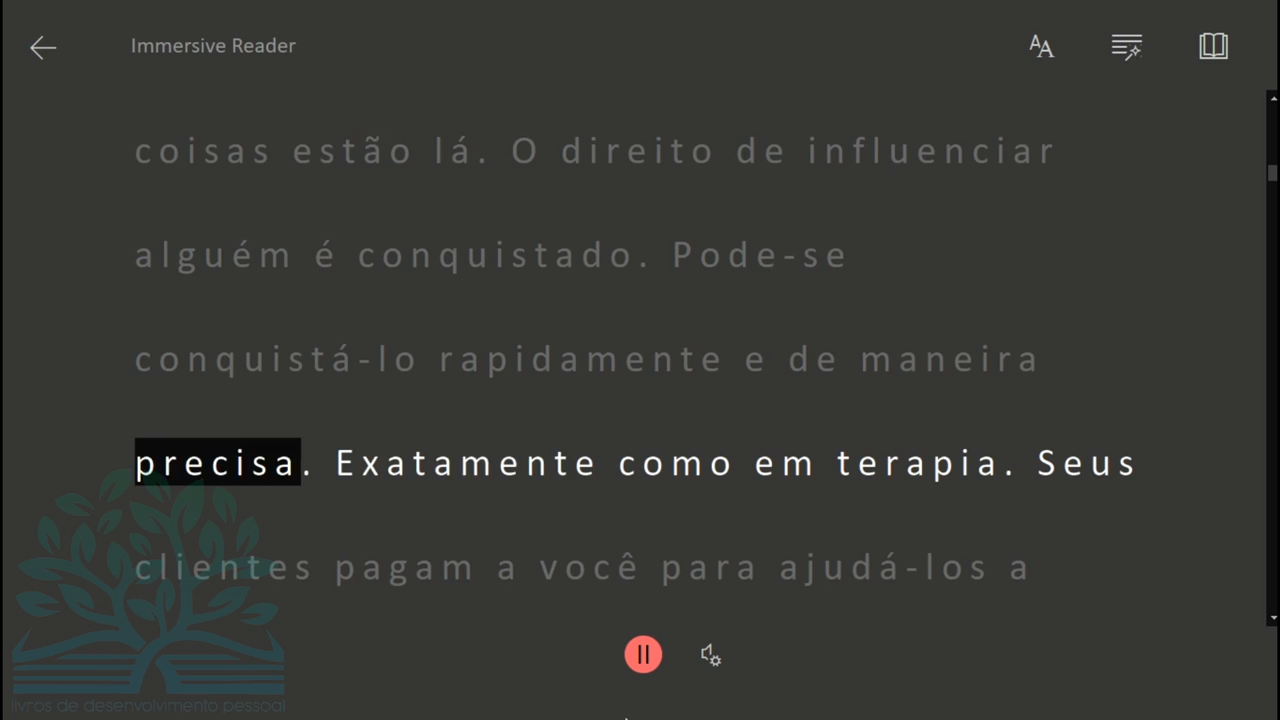 Immersive Reader
coisas estão lá. O direito de influenciar
alguém é conquistado. Pode-se
conquistá-lo rapidamente e de maneira
precisa. Exatamente como em terapia. Seus
clientes pagam a você para ajudá-los a
livros de desenvolvimento pessoal